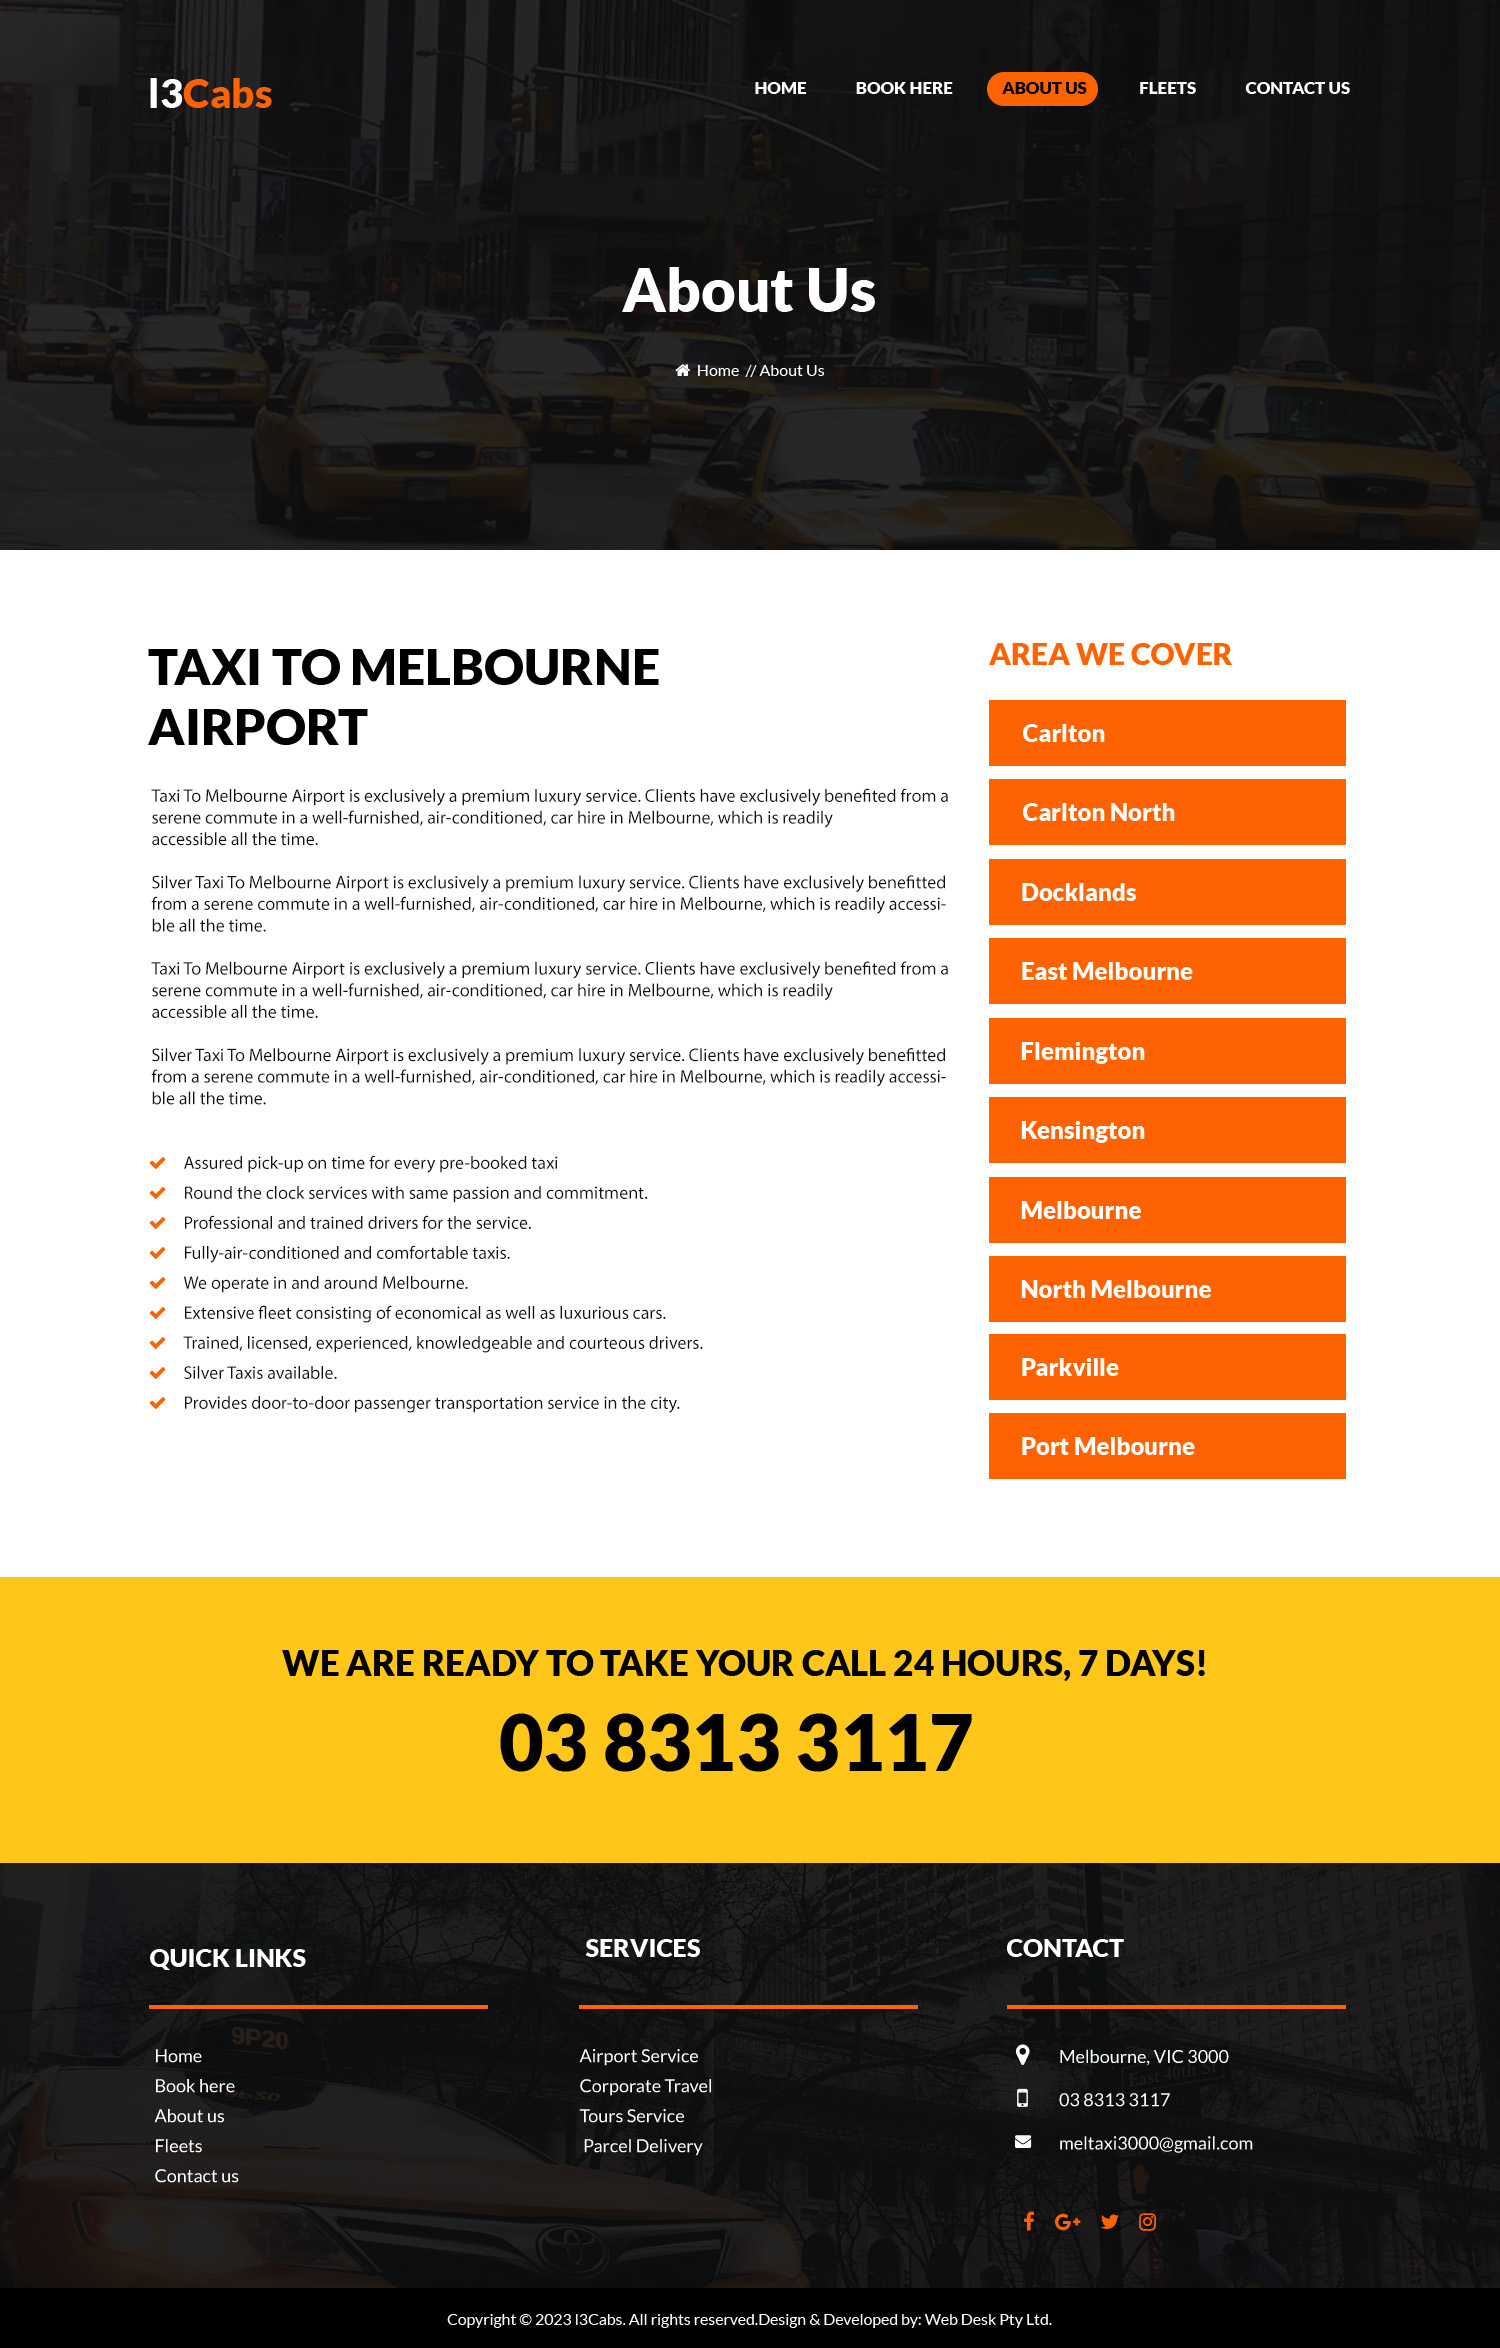 l3Cabs
HOME BOOK HERE ABOUT US FLEETS CONTACT US
About Us
Home // About Us
TAXI TO MELBOURNE
AIRPORT
Taxi To Melbourne Airport is exclusively a premium luxury service. Clients have exclusively benefited from a
serene commute in a well-furnished, air-conditioned, car hire in Melbourne, which is readily
accessible all the time.
Silver Taxi To Melbourne Airport is exclusively a premium luxury service. Clients have exclusively benefitted
from a serene commute in a well-furnished, air-conditioned, car hire in Melbourne, which is readily accessi-
ble all the time.
Taxi To Melbourne Airport is exclusively a premium luxury service. Clients have exclusively benefited from a
serene commute in a well-furnished, air-conditioned, car hire in Melbourne, which is readily
accessible all the time.
Silver Taxi To Melbourne Airport is exclusively a premium luxury service. Clients have exclusively benefitted
from a serene commute in a well-furnished, air-conditioned, car hire in Melbourne, which is readily accessi-
ble all the time.
Assured pick-up on time for every pre-booked taxi
Round the clock services with same passion and commitment.
Professional and trained drivers for the service.
Fully-air-conditioned and comfortable taxis.
We operate in and around Melbourne.
Extensive fleet consisting of economical as well as luxurious cars.
Trained, licensed, experienced, knowledgeable and courteous drivers.
Silver Taxis available.
Provides door-to-door passenger transportation service in the city.
AREA WE COVER
Carlton
Carlton North
Docklands
East Melbourne
Flemington
Kensington
Melbourne
North Melbourne
Parkville
Port Melbourne
WE ARE READY TO TAKE YOUR CALL 24 HOURS, 7 DAYS!
03 8313 3117
QUICK LINKS
Home
Book here
About us
Fleets
Contact us
9P20
SERVICES
Airport Service
Corporate Travel
Tours Service
Parcel Delivery
CONTACT
Melbourne, VIC 3000
East 40th St
03 8313 3117
meltaxi3000@gmail.com
Copyright © 2023 l3Cabs. All rights reserved.Design & Developed by: Web Desk Pty Ltd.